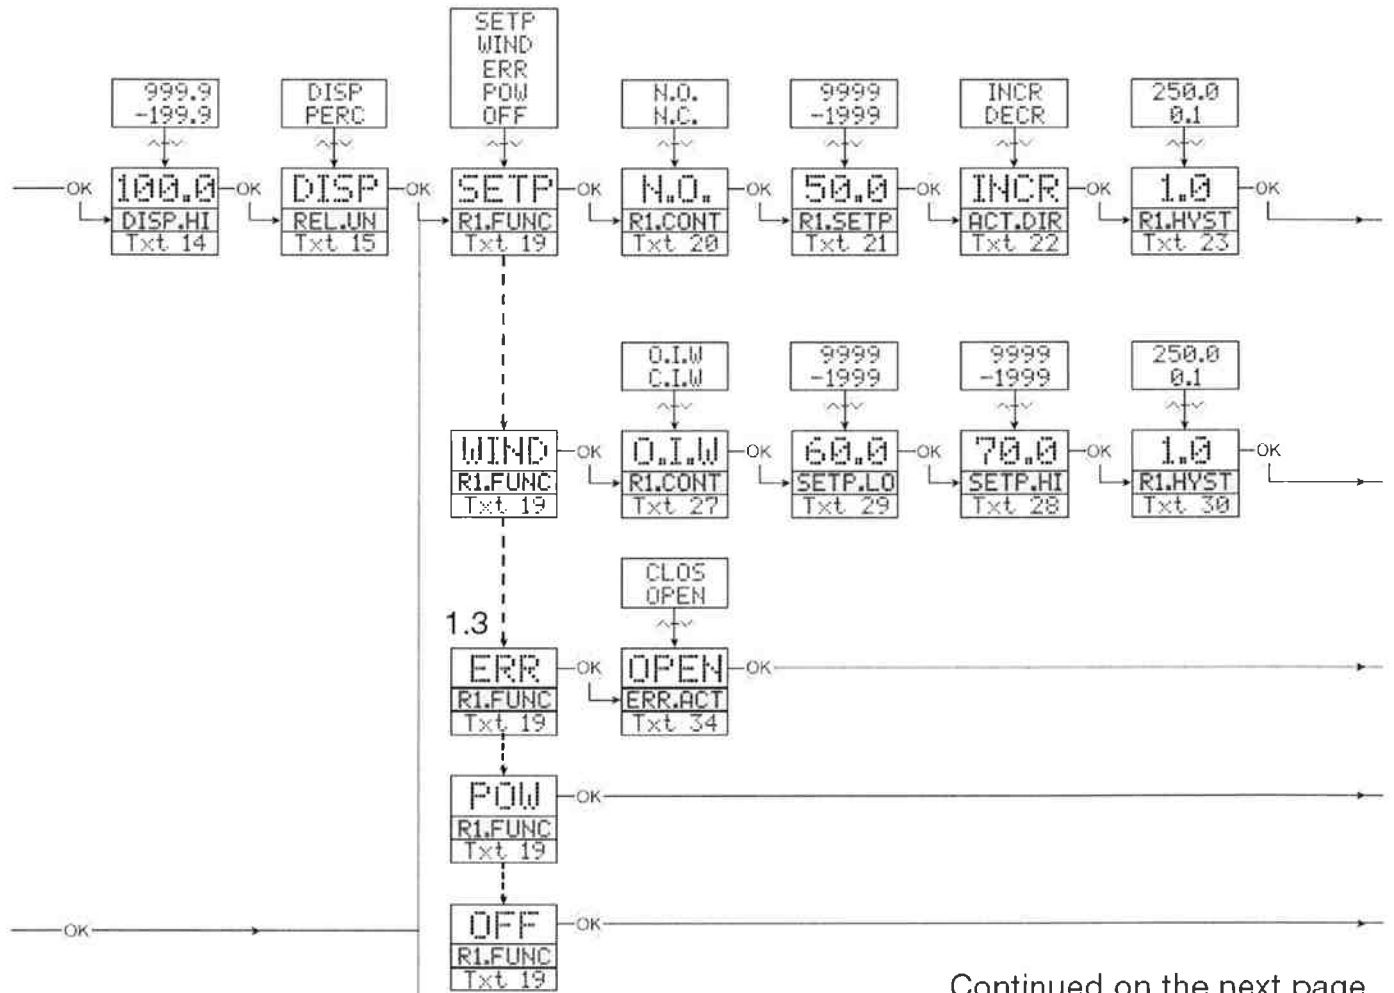 SETP
WIND
ERR
POW
OFF
999.9
-199.9
DISP
PERC
N.O.
N.C.
9999
-1999
INCR
DECR
250.0
0.1
OK
100.0
DISP.HI
Txt 14
OK
DISP
REL.UN
Txt 15
OK
SETP
R1.FUNC
Txt 19
OK
N.O.
R1.CONT
Txt 20
OK
50.0
R1.SETP
Txt 21
OK
INCR
ACT.DIR
Txt 22
OK
1.0
R1.HYST
Txt 23
OK
O.I.W
C.I.W
9999
-1999
9999
-1999
250.0
0.1
WIND
R1.FUNC
Txt 19
OK
O.I.W
R1.CONT
Txt 27
OK
60.0
SETP.LO
Txt 29
OK
70.0
SETP.HI
Txt 28
OK
1.0
R1.HYST
Txt 30
OK
CLOS
OPEN
1.3
ERR
R1.FUNC
Txt 19
OK
OPEN
ERR.ACT
Txt 34
OK
POW
R1.FUNC
Txt 19
OK
OK
OFF
R1.FUNC
Txt 19
OK
Continued on the next page